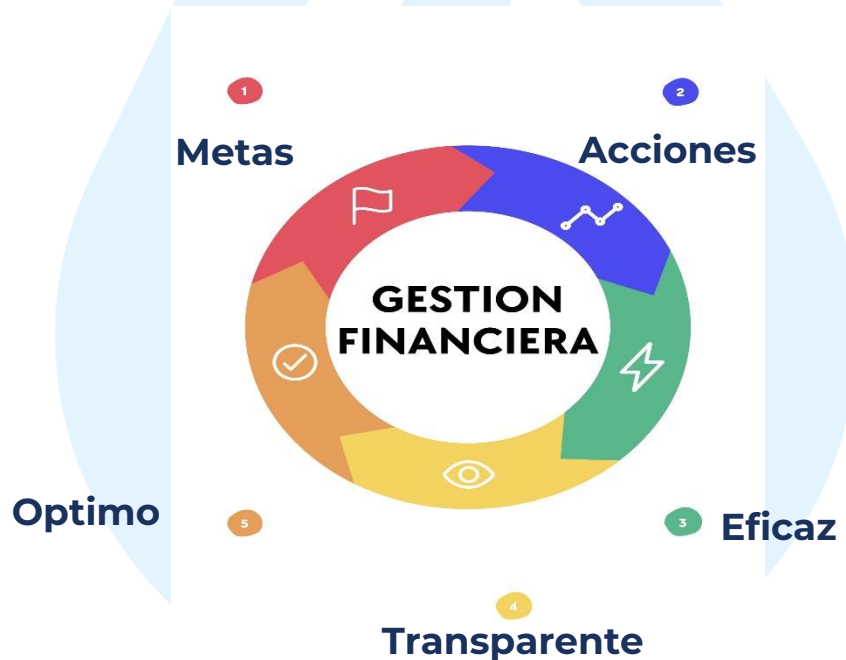 1
Metas
2
Acciones
GESTION
FINANCIERA
Optimo
5
3
Eficaz
4
Transparente